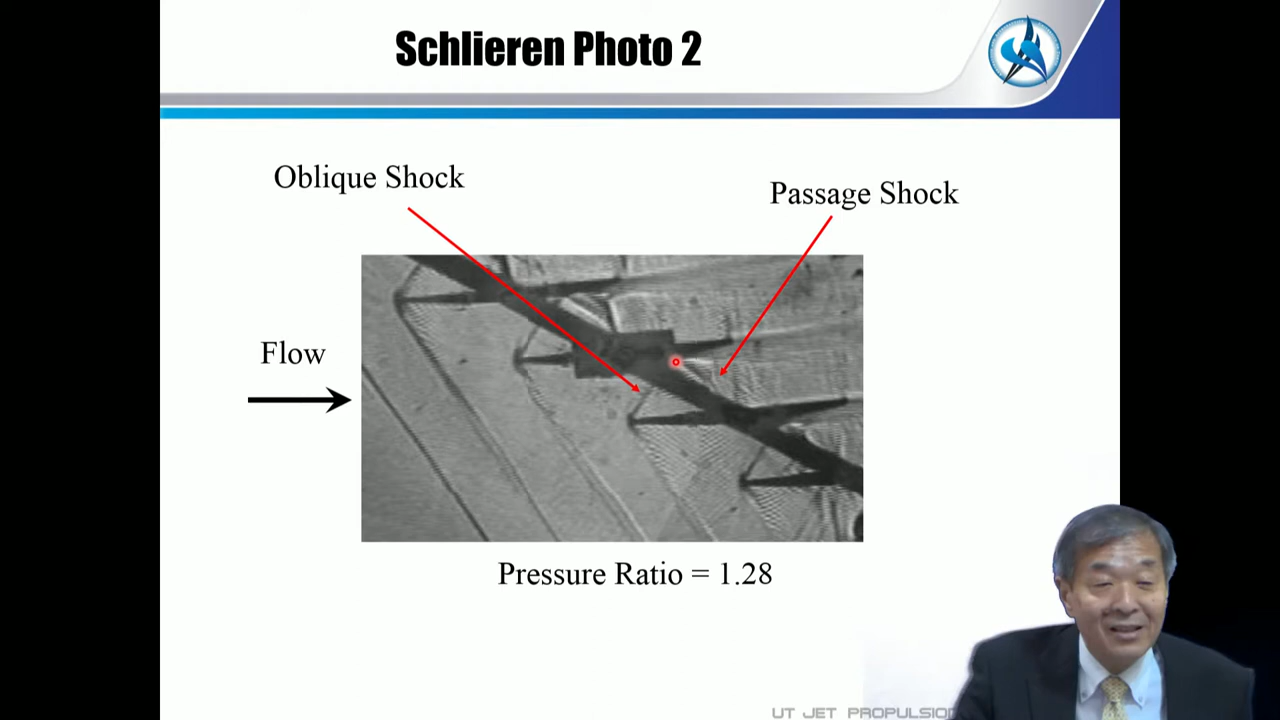 Schlieren Photo 2
Oblique Shock
Passage Shock
Flow
Pressure Ratio = 1.28
UT JET PROPULSION